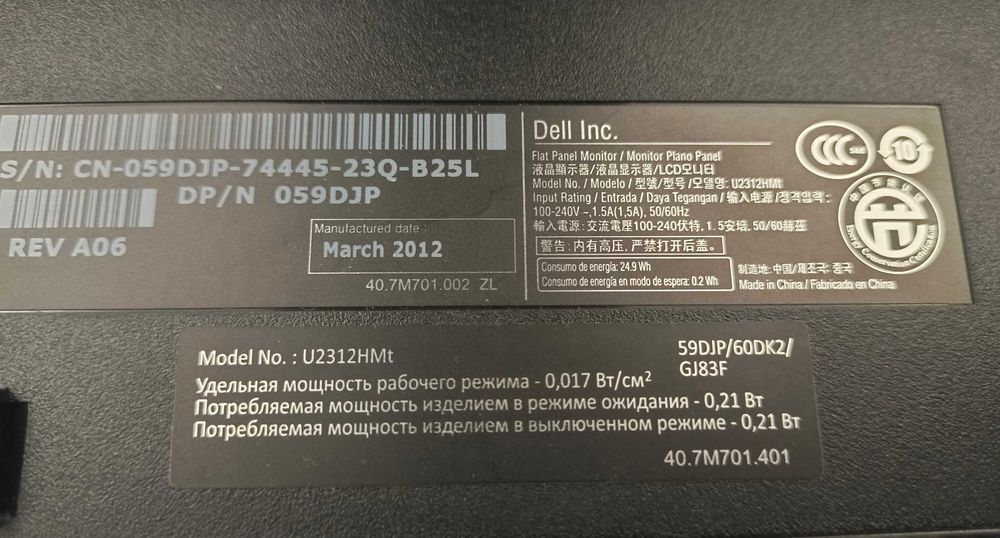 S/N: CN-059DJP-74445-23Q-B25L
DP/N 059DJP
REV A06
Manufactured date :
March 2012
40.7M701.002 ZL
Dell Inc.
Flat Panel Monitor / Monitor Plano Panel
液晶顯示器/液晶显示器/LCD모니터
Model No. / Modelo / 型號/型号 /모델명: U2312HMt
Input Rating / Entrada / Daya Tegangan / 输入电源 /정격입력 :
100-240V ~,1.5A(1,5A), 50/60Hz
輸入電源：交流電壓100-240伏特, 1.5安培, 50/60赫茲
警告: 内有高压, 严禁打开后盖。
Consumo de energía: 24.9 Wh
Consumo de energía en modo de espera: 0.2 Wh
制造地: 中国/제조국: 중국
Made in China / Fabricado en China
10
Energy Conservation Certification
Model No. : U2312HMt
59DJP/60DK2/
GJ83F
Удельная мощность рабочего режима - 0,017 Вт/см²
Потребляемая мощность изделием в режиме ожидания - 0,21 Вт
Потребляемая мощность изделием в выключенном режиме - 0,21 Вт
40.7M701.401